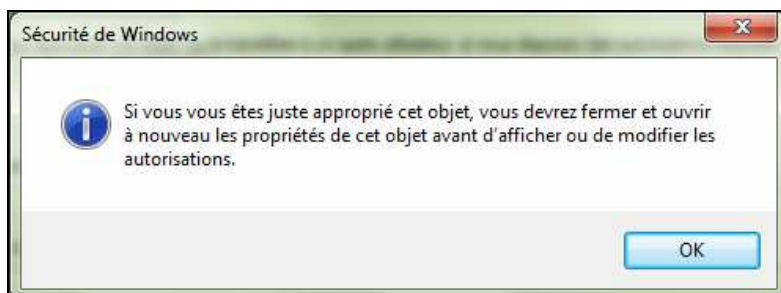 Sécurité de Windows
Si vous vous êtes juste approprié cet objet, vous devrez fermer et ouvrir
à nouveau les propriétés de cet objet avant d'afficher ou de modifier les
autorisations.
OK